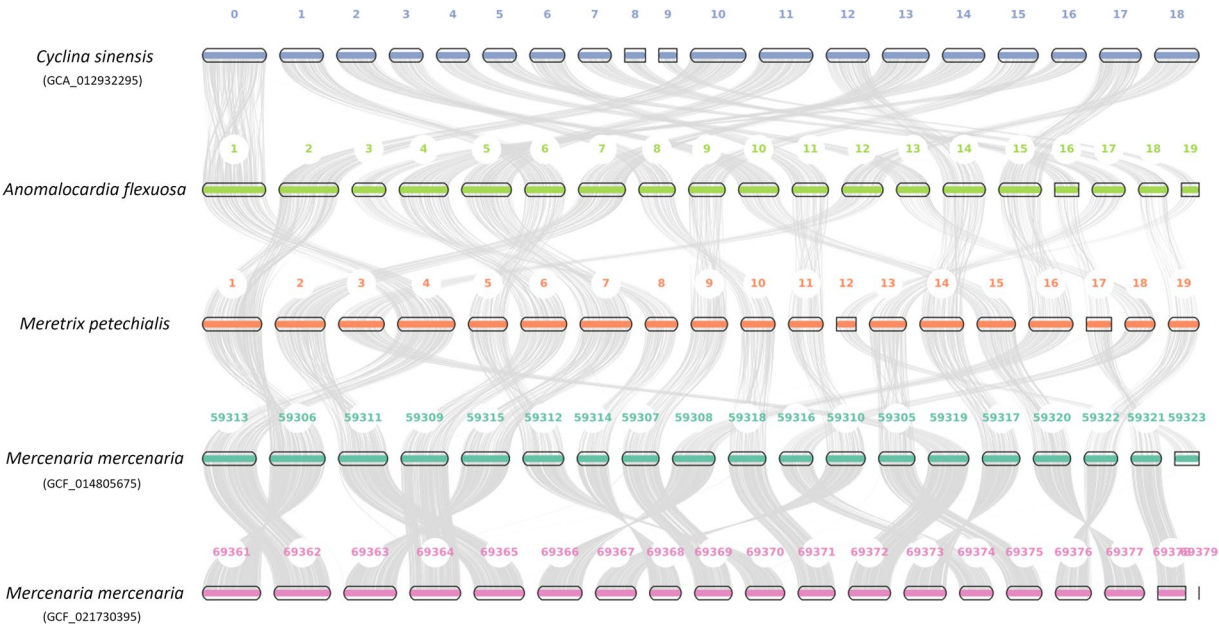 0 1 2 3 4 5 6 7 8 9 10 11 12 13 14 15 16 17 18
Cyclina sinensis
(GCA_012932295)
1 2 3 4 5 6 7 8 9 10 11 12 13 14 15 16 17 18 19
Anomalocardia flexuosa
1 2 3 4 5 6 7 8 9 10 11 12 13 14 15 16 17 18 19
Meretrix petechialis
59313 59306 59311 59309 59315 59312 59314 59307 59308 59318 59316 59310 59305 59319 59317 59320 59322 59321 59323
Mercenaria mercenaria
(GCF_014805675)
69361 69362 69363 69364 69365 69366 69367 69368 69369 69370 69371 69372 69373 69374 69375 69376 69377 69378 69379
Mercenaria mercenaria
(GCF_021730395)